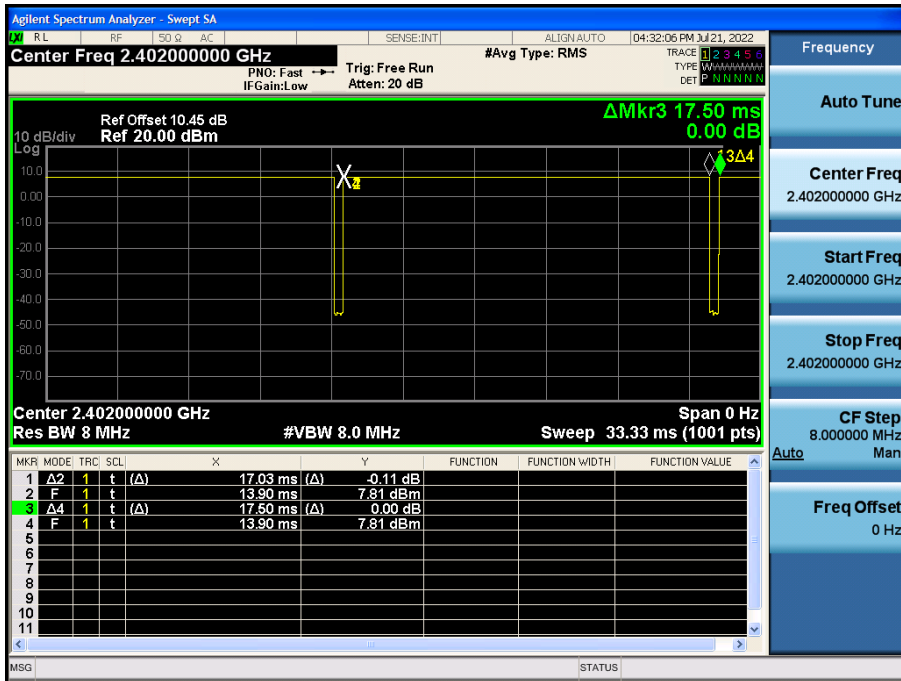 Agilent Spectrum Analyzer - Swept SA
LXI RL RF 50 Ω AC SENSE:INT ALIGN AUTO 04:32:06 PM Jul 21, 2022
Center Freq 2.402000000 GHz
PNO: Fast
IFGain:Low
Trig: Free Run
Atten: 20 dB
#Avg Type: RMS
TRACE 1 2 3 4 5 6
TYPE WWWWWW
DET P N N N N N
Ref Offset 10.45 dB
10 dB/div Ref 20.00 dBm
Log
ΔMkr3 17.50 ms
0.00 dB
3Δ4
10.0
0.00
-10.0
-20.0
-30.0
-40.0
-50.0
-60.0
-70.0
Center 2.402000000 GHz Span 0 Hz
Res BW 8 MHz #VBW 8.0 MHz Sweep 33.33 ms (1001 pts)
MKR MODE TRC SCL X Y FUNCTION FUNCTION WIDTH FUNCTION VALUE
1 Δ2 1 t (Δ) 17.03 ms (Δ) -0.11 dB
2 F 1 t 13.90 ms 7.81 dBm
3 Δ4 1 t (Δ) 17.50 ms (Δ) 0.00 dB
4 F 1 t 13.90 ms 7.81 dBm
5
6
7
8
9
10
11
MSG STATUS
Frequency
Auto Tune
Center Freq
2.402000000 GHz
Start Freq
2.402000000 GHz
Stop Freq
2.402000000 GHz
CF Step
8.000000 MHz
Auto Man
Freq Offset
0 Hz